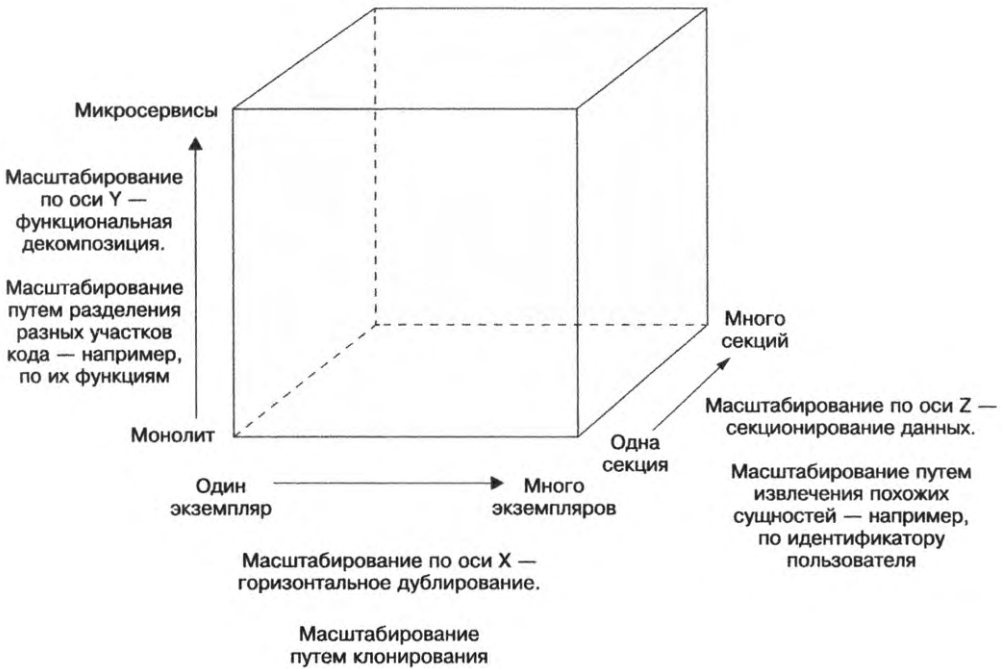 Микросервисы
Масштабирование
по оси Y —
функциональная
декомпозиция.
Масштабирование
путем разделения
разных участков
кода — например,
по их функциям
Монолит
Один
экземпляр
Много
экземпляров
Масштабирование по оси X —
горизонтальное дублирование.
Масштабирование
путем клонирования
Одна
секция
Много
секций
Масштабирование по оси Z —
секционирование данных.
Масштабирование путем
извлечения похожих
сущностей — например,
по идентификатору
пользователя